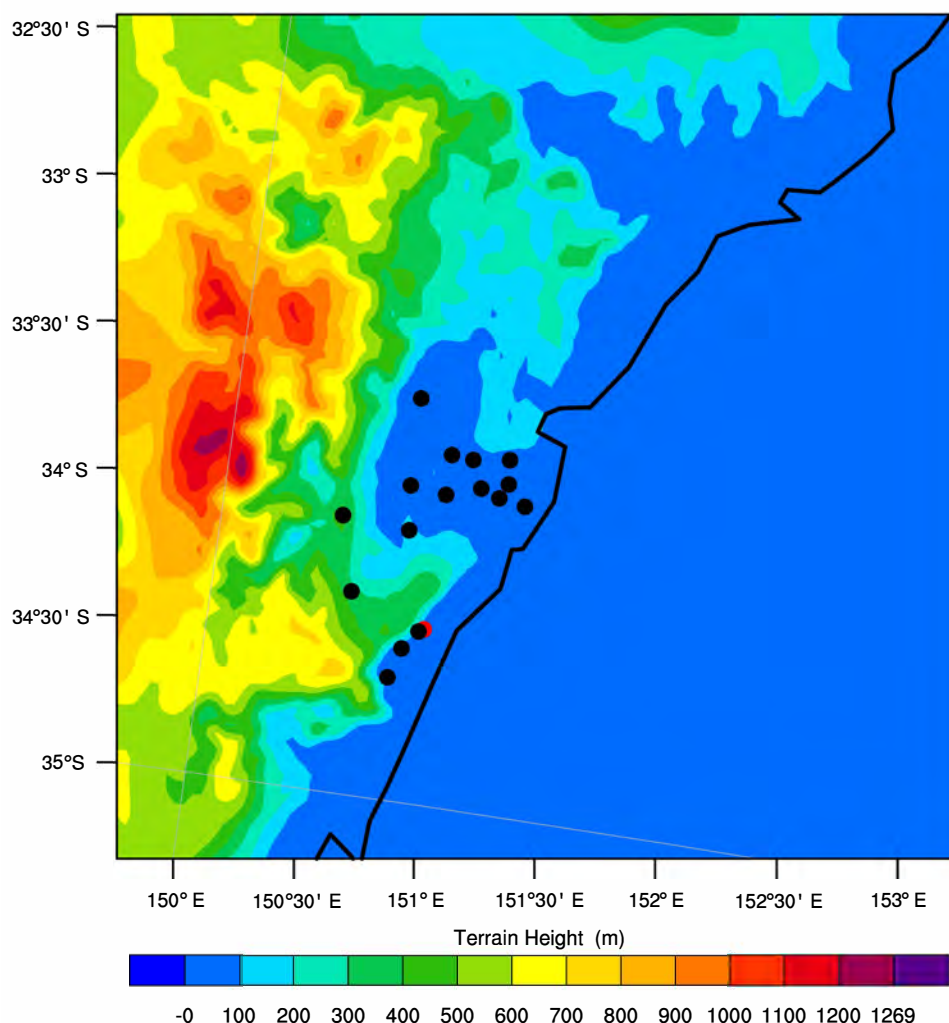 32°30' S
33° S
33°30' S
34° S
34°30' S
35°S
150° E 150°30' E 151° E 151°30' E 152° E 152°30' E 153° E
Terrain Height (m)
-0 100 200 300 400 500 600 700 800 900 1000 1100 1200 1269